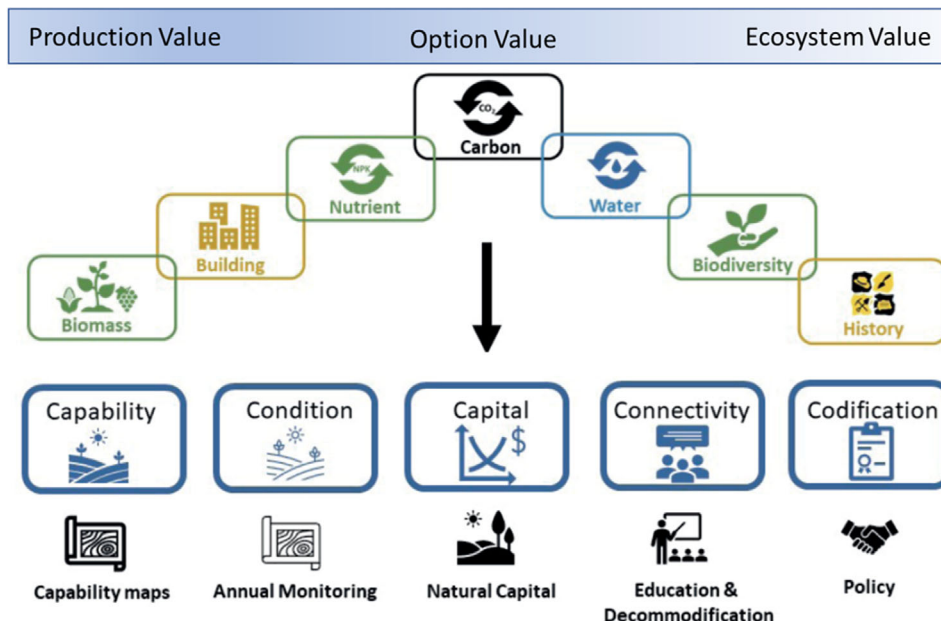 Production Value
Option Value
Ecosystem Value
CO₂
Carbon
NPK
Nutrient
Water
Building
Biodiversity
Biomass
History
Capability
Condition
Capital
Connectivity
Codification
$
Capability maps
Annual Monitoring
Natural Capital
Education &
Decommodification
Policy